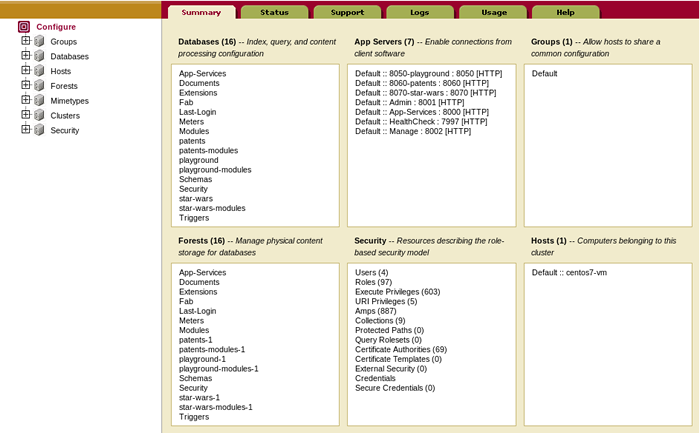 Summary
Status
Support
Logs
Usage
Help
Configure
Groups
Databases
Hosts
Forests
Mimetypes
Clusters
Security
Databases (16) -- Index, query, and content
processing configuration
App-Services
Documents
Extensions
Fab
Last-Login
Meters
Modules
patents
patents-modules
playground
playground-modules
Schemas
Security
star-wars
star-wars-modules
Triggers
App Servers (7) -- Enable connections from
client software
Default :: 8050-playground : 8050 [HTTP]
Default :: 8060-patents : 8060 [HTTP]
Default :: 8070-star-wars : 8070 [HTTP]
Default :: Admin : 8001 [HTTP]
Default :: App-Services : 8000 [HTTP]
Default :: HealthCheck : 7997 [HTTP]
Default :: Manage : 8002 [HTTP]
Groups (1) -- Allow hosts to share a
common configuration
Default
Forests (16) -- Manage physical content
storage for databases
App-Services
Documents
Extensions
Fab
Last-Login
Meters
Modules
patents-1
patents-modules-1
playground-1
playground-modules-1
Schemas
Security
star-wars-1
star-wars-modules-1
Triggers
Security -- Resources describing the role-
based security model
Users (4)
Roles (97)
Execute Privileges (603)
URI Privileges (5)
Amps (887)
Collections (9)
Protected Paths (0)
Query Rolesets (0)
Certificate Authorities (69)
Certificate Templates (0)
External Security (0)
Credentials
Secure Credentials (0)
Hosts (1) -- Computers belonging to this
cluster
Default :: centos7-vm